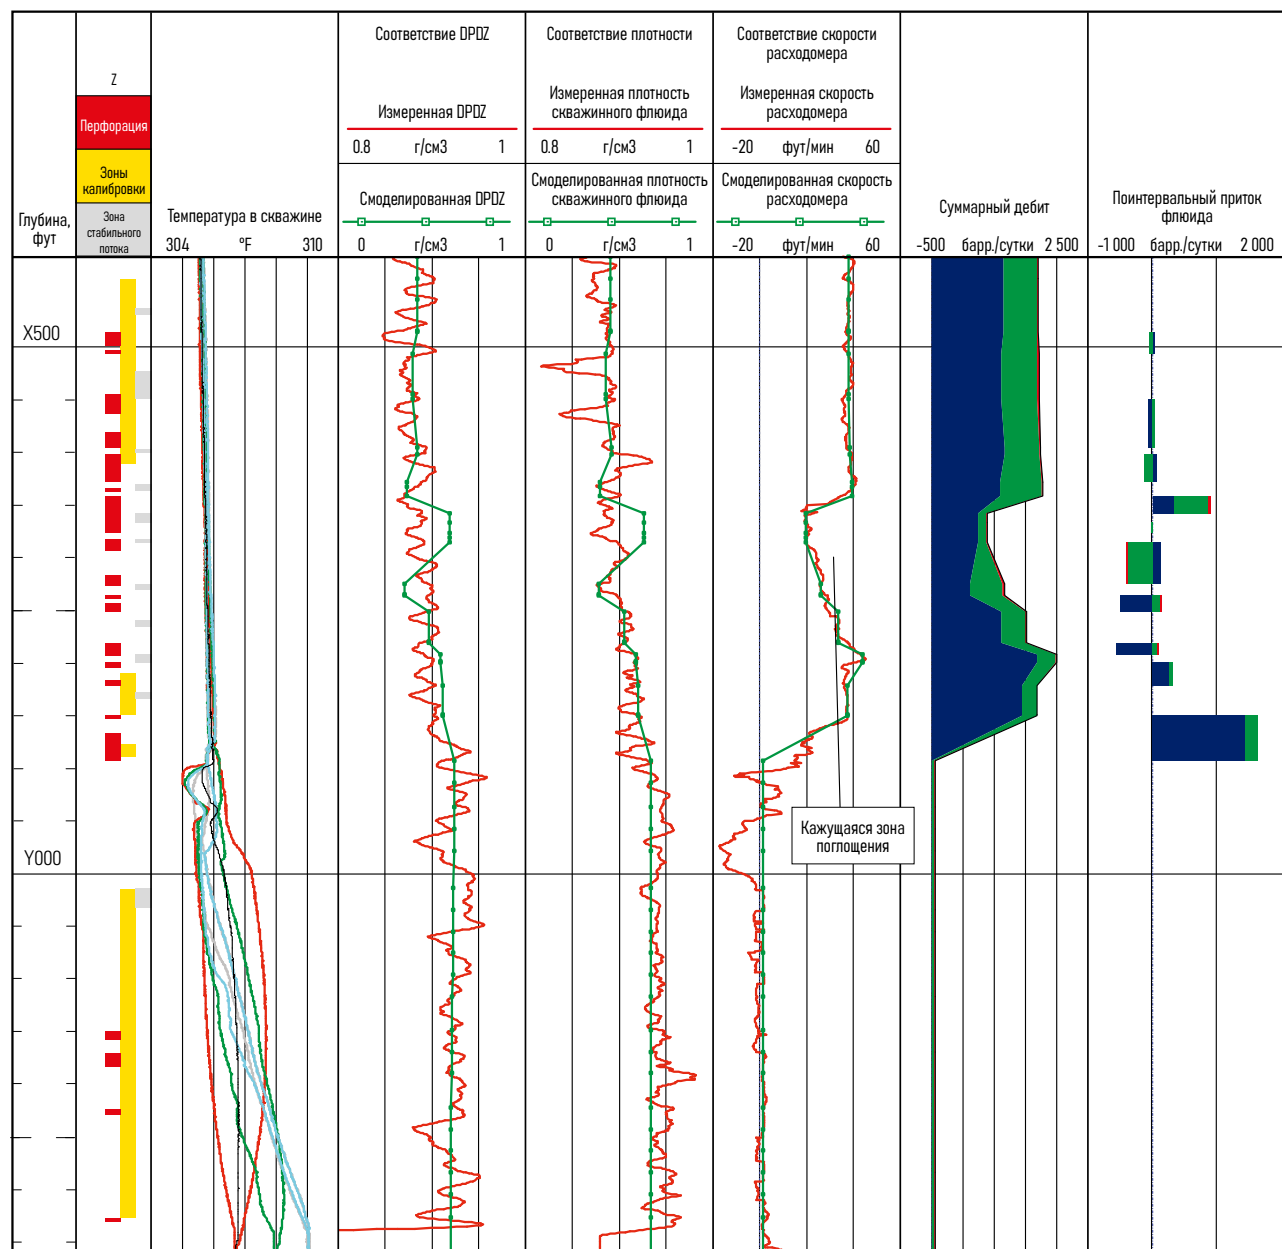 Глубина,
фут
Z
Перфорация
Зоны
калибровки
Зона
стабильного
потока
Температура в скважине
304 °F 310
Соответствие DPDZ
Измеренная DPDZ
0.8 г/см3 1
Смоделированная DPDZ
0 г/см3 1
Соответствие плотности
Измеренная плотность
скважинного флюида
0.8 г/см3 1
Смоделированная плотность
скважинного флюида
0 г/см3 1
Соответствие скорости
расходомера
Измеренная скорость
расходомера
-20 фут/мин 60
Смоделированная скорость
расходомера
-20 фут/мин 60
Суммарный дебит
-500 барр./сутки 2 500
Поинтервальный приток
флюида
-1 000 барр./сутки 2 000
X500
Кажущаяся зона
поглощения
Y000